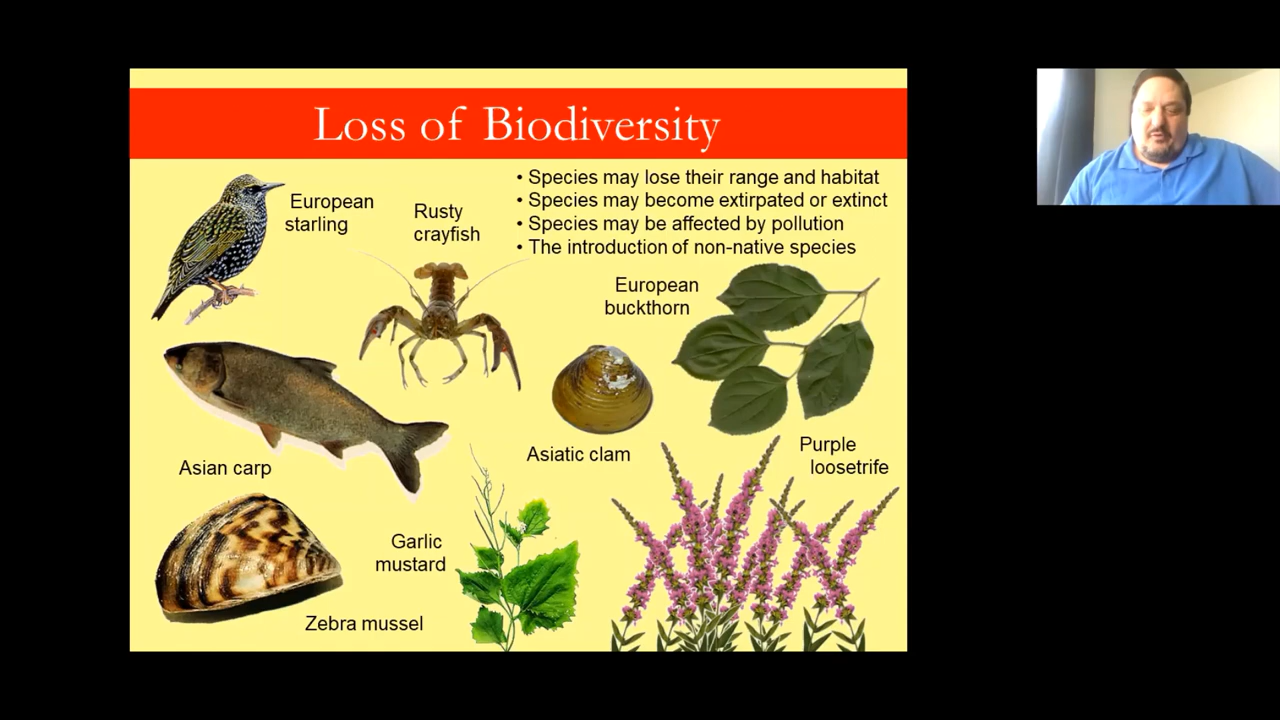 Loss of Biodiversity
• Species may lose their range and habitat
• Species may become extirpated or extinct
• Species may be affected by pollution
• The introduction of non-native species
European
starling
Rusty
crayfish
European
buckthorn
Asian carp
Asiatic clam
Purple
loosetrife
Garlic
mustard
Zebra mussel